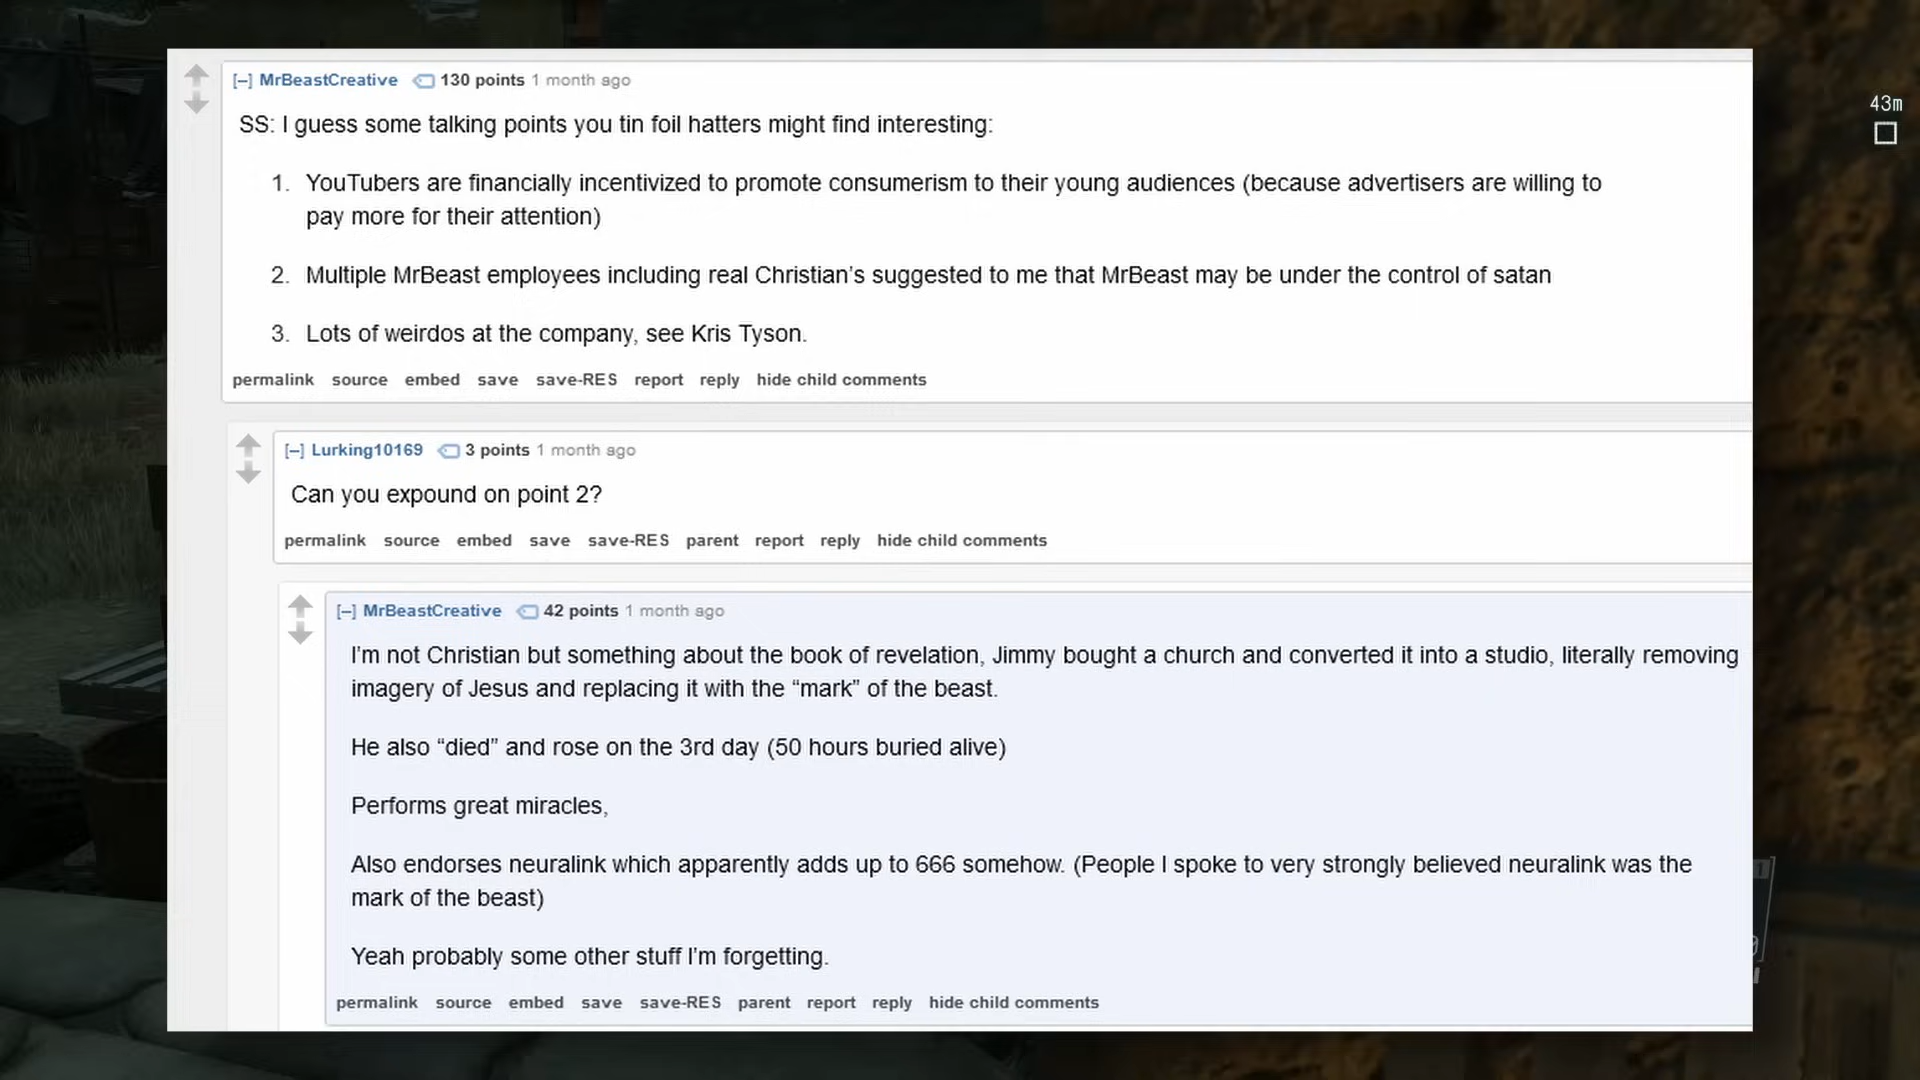 [–] MrBeastCreative 130 points 1 month ago
SS: I guess some talking points you tin foil hatters might find interesting:
1. YouTubers are financially incentivized to promote consumerism to their young audiences (because advertisers are willing to
pay more for their attention)
2. Multiple MrBeast employees including real Christian’s suggested to me that MrBeast may be under the control of satan
3. Lots of weirdos at the company, see Kris Tyson.
permalink source embed save save-RES report reply hide child comments
[–] Lurking10169 3 points 1 month ago
Can you expound on point 2?
permalink source embed save save-RES parent report reply hide child comments
[–] MrBeastCreative 42 points 1 month ago
I’m not Christian but something about the book of revelation, Jimmy bought a church and converted it into a studio, literally removing
imagery of Jesus and replacing it with the “mark” of the beast.
He also “died” and rose on the 3rd day (50 hours buried alive)
Performs great miracles,
Also endorses neuralink which apparently adds up to 666 somehow. (People I spoke to very strongly believed neuralink was the
mark of the beast)
Yeah probably some other stuff I’m forgetting.
permalink source embed save save-RES parent report reply hide child comments
43m